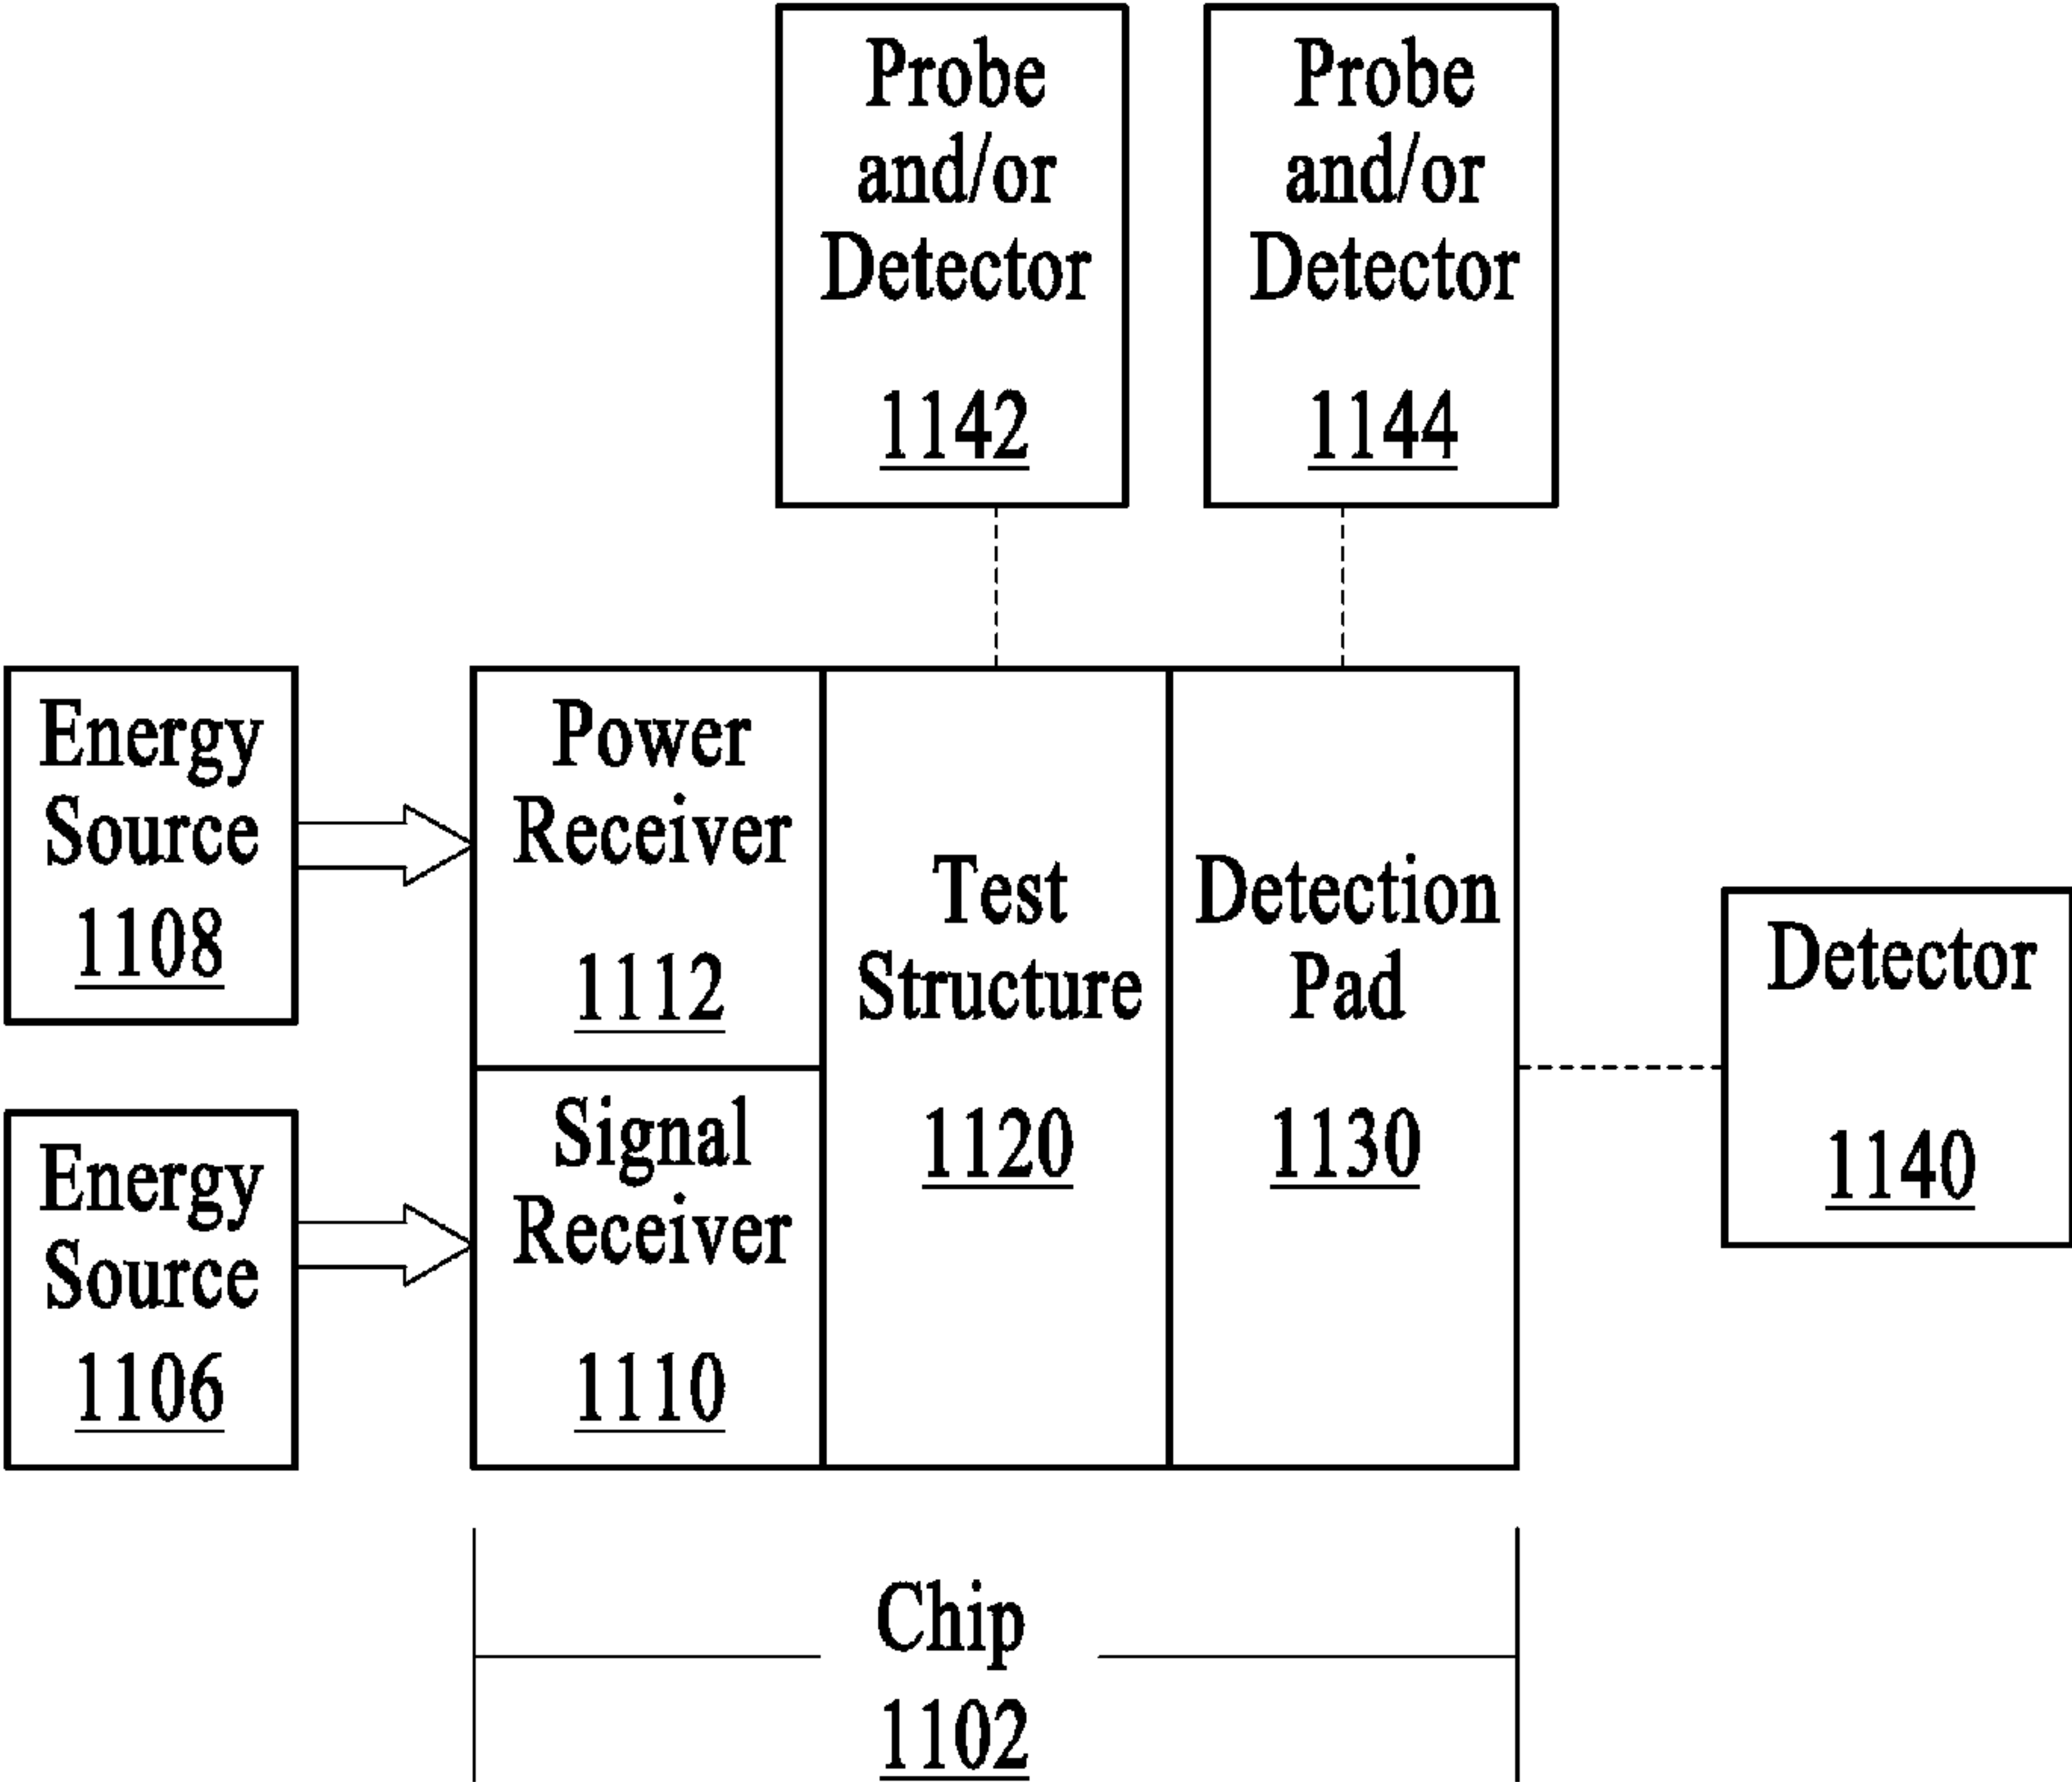 Probe
and/or
Detector
1142
Probe
and/or
Detector
1144
Energy
Source
1108
Power
Receiver
1112
Test
Structure
1120
Detection
Pad
1130
Detector
1140
Energy
Source
1106
Signal
Receiver
1110
Chip
1102